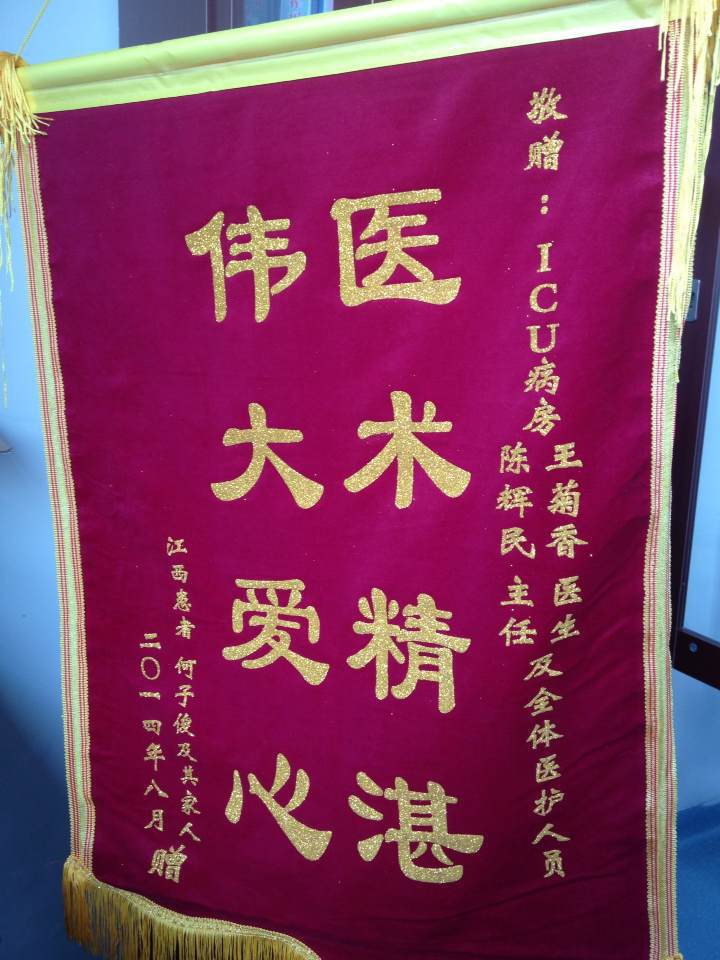 敬赠：ICU病房
王菊香医生
陈辉民主任
及全体医护人员
医术精湛
伟大爱心
江西患者何子俊及其家人
二〇一四年八月赠